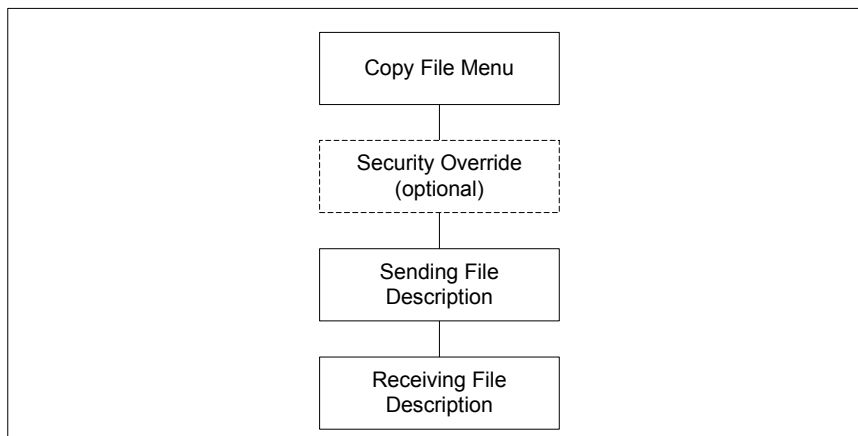 Copy File Menu
Security Override
(optional)
Sending File
Description
Receiving File
Description